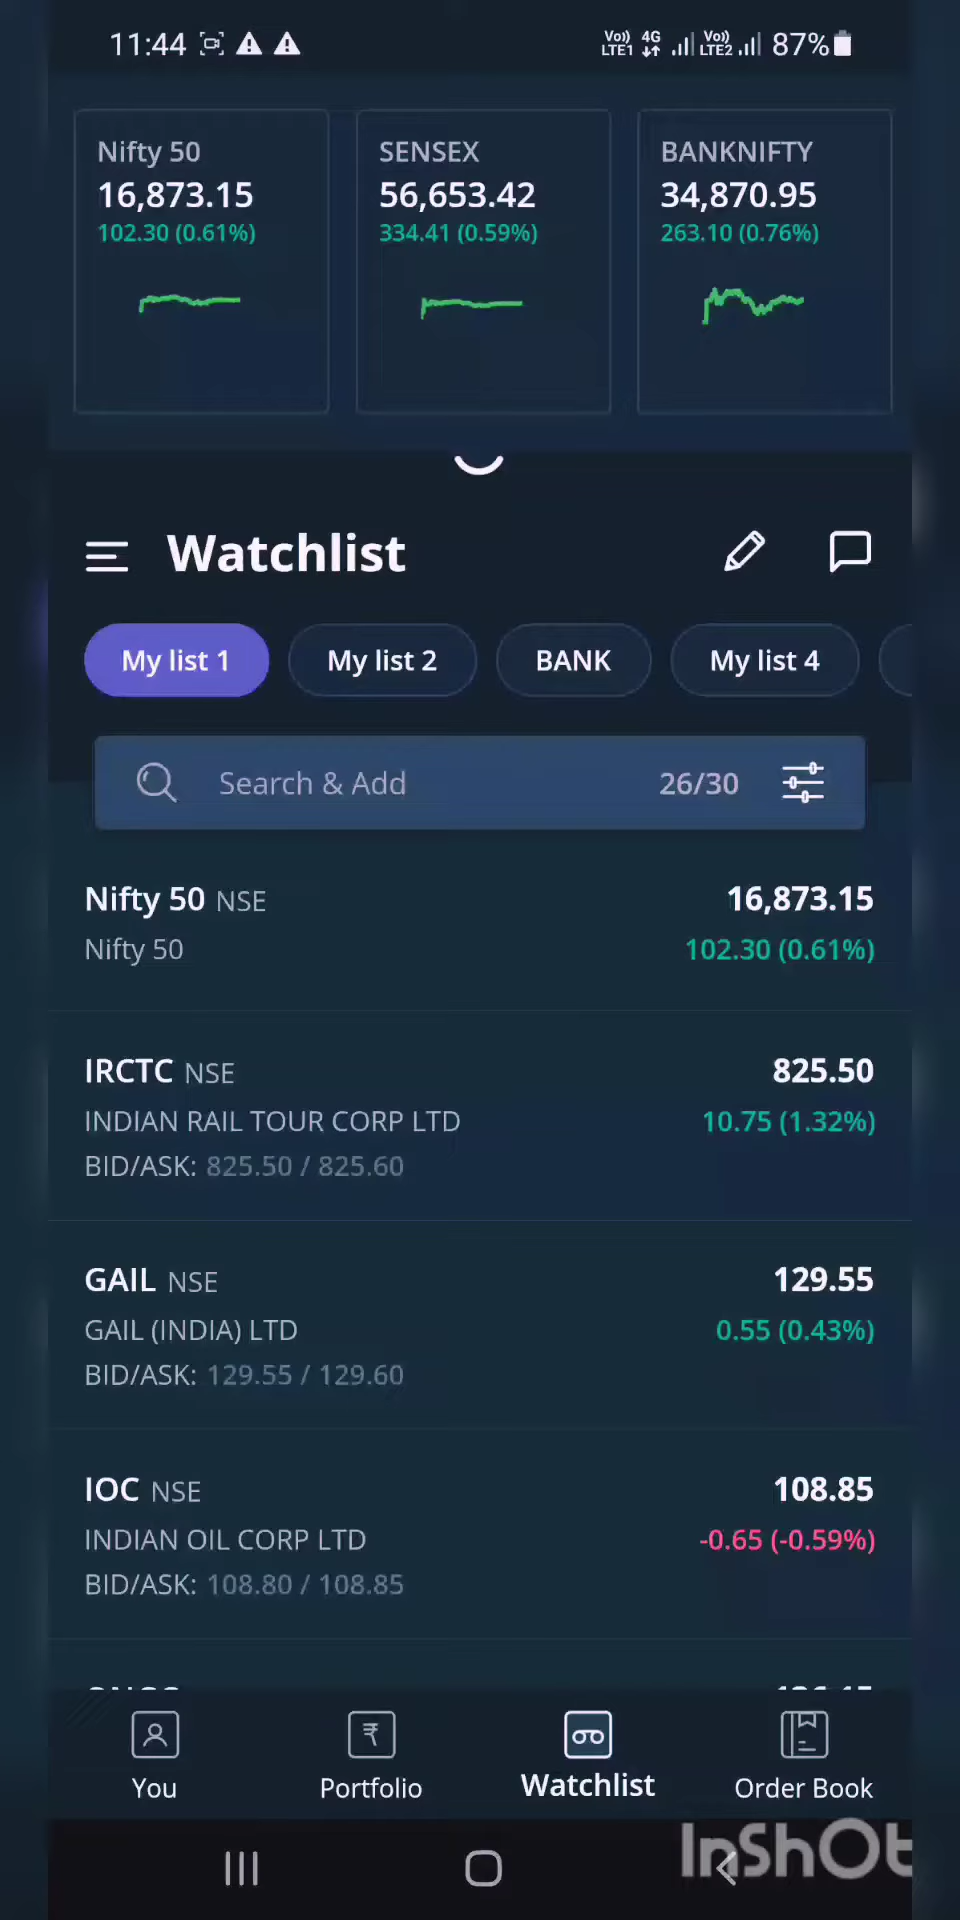 11:44
Vo)) LTE1 4G Vo)) LTE2 87%
Nifty 50
16,873.15
102.30 (0.61%)
SENSEX
56,653.42
334.41 (0.59%)
BANKNIFTY
34,870.95
263.10 (0.76%)
Watchlist
My list 1 My list 2 BANK My list 4
Search & Add 26/30
Nifty 50 NSE 16,873.15
Nifty 50 102.30 (0.61%)
IRCTC NSE 825.50
INDIAN RAIL TOUR CORP LTD 10.75 (1.32%)
BID/ASK: 825.50 / 825.60
GAIL NSE 129.55
GAIL (INDIA) LTD 0.55 (0.43%)
BID/ASK: 129.55 / 129.60
IOC NSE 108.85
INDIAN OIL CORP LTD -0.65 (-0.59%)
BID/ASK: 108.80 / 108.85
You Portfolio Watchlist Order Book
InShOt